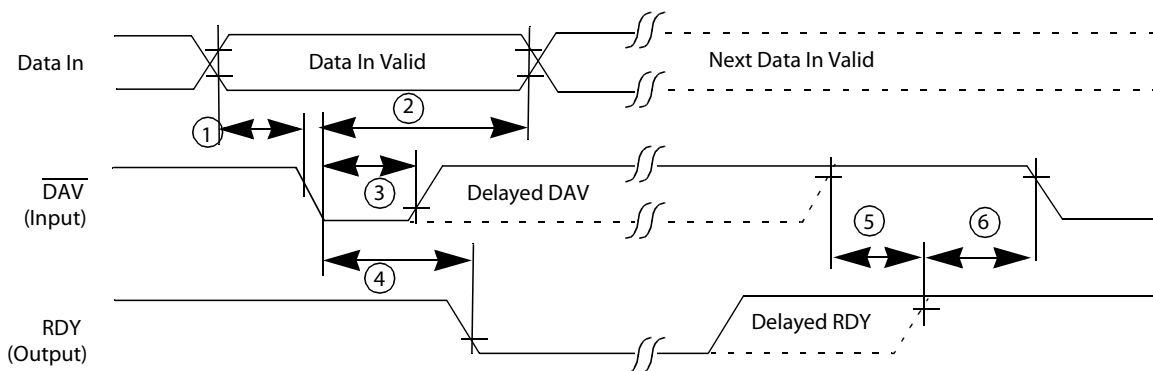 Data In
Data In Valid
Next Data In Valid
1
2
DAV
(Input)
3
Delayed DAV
4
5
6
RDY
(Output)
Delayed RDY